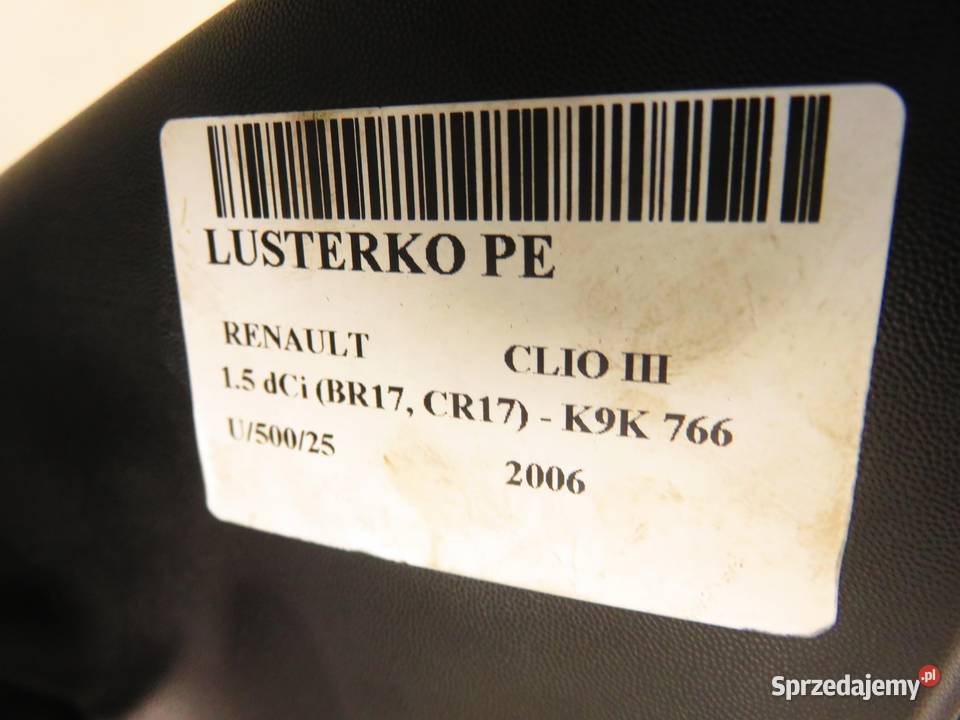 LUSTERKO PE
RENAULT CLIO III
1.5 dCi (BR17, CR17) - K9K 766
U/500/25 2006
Sprzedajemy.pl